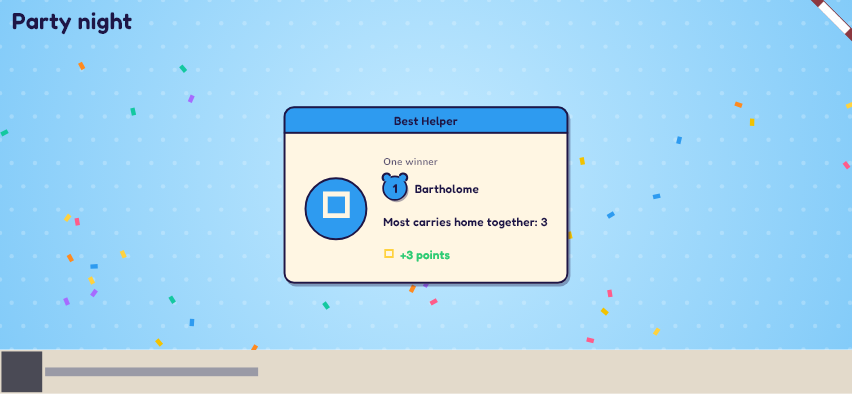 Party night
Best Helper
One winner
1 Bartholome
Most carries home together: 3
+3 points